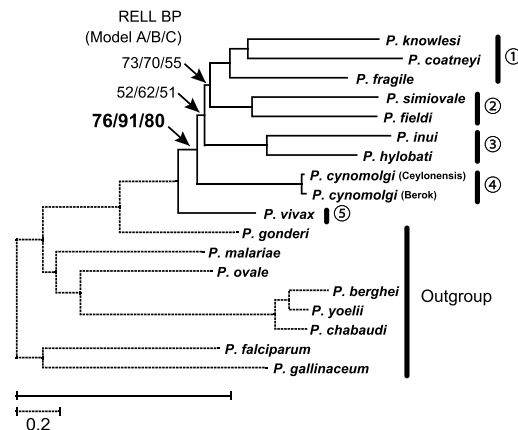 RELL BP
(Model A/B/C)
73/70/55
52/62/51
76/91/80
P. knowlesi
P. coatneyi
①
P. fragile
P. simiovale
②
P. fieldi
P. inui
③
P. hylobati
P. cynomolgi (Ceylonensis)
④
P. cynomolgi (Berok)
P. vivax
⑤
P. gonderi
P. malariae
P. ovale
P. berghei
Outgroup
P. yoelii
P. chabaudi
P. falciparum
P. gallinaceum
0.2